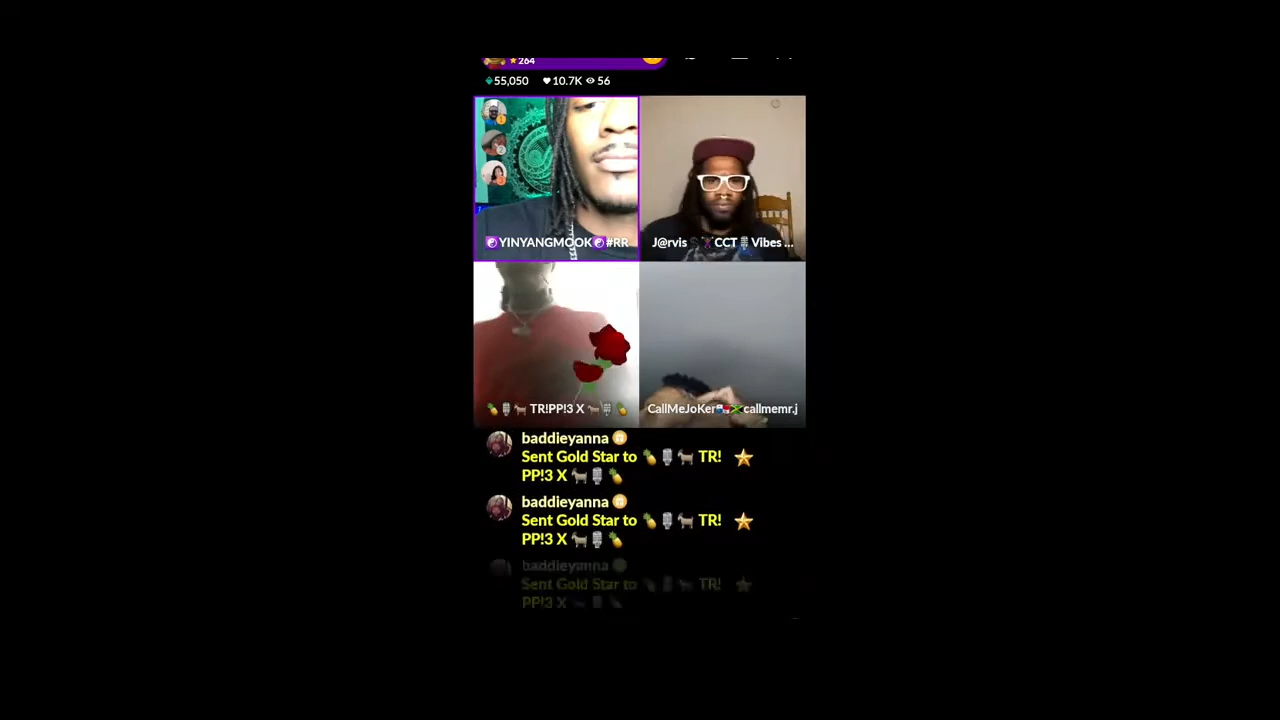 264
55,050 10.7K 56
YINYANGMOOK #RR
J@rvis CCT Vibes ...
TR!PP!3 X
CallMeJoKer callmemr.j
baddieyanna
Sent Gold Star to TR!
PP!3 X
baddieyanna
Sent Gold Star to TR!
PP!3 X
baddieyanna
Sent Gold Star to TR!
PP!3 X